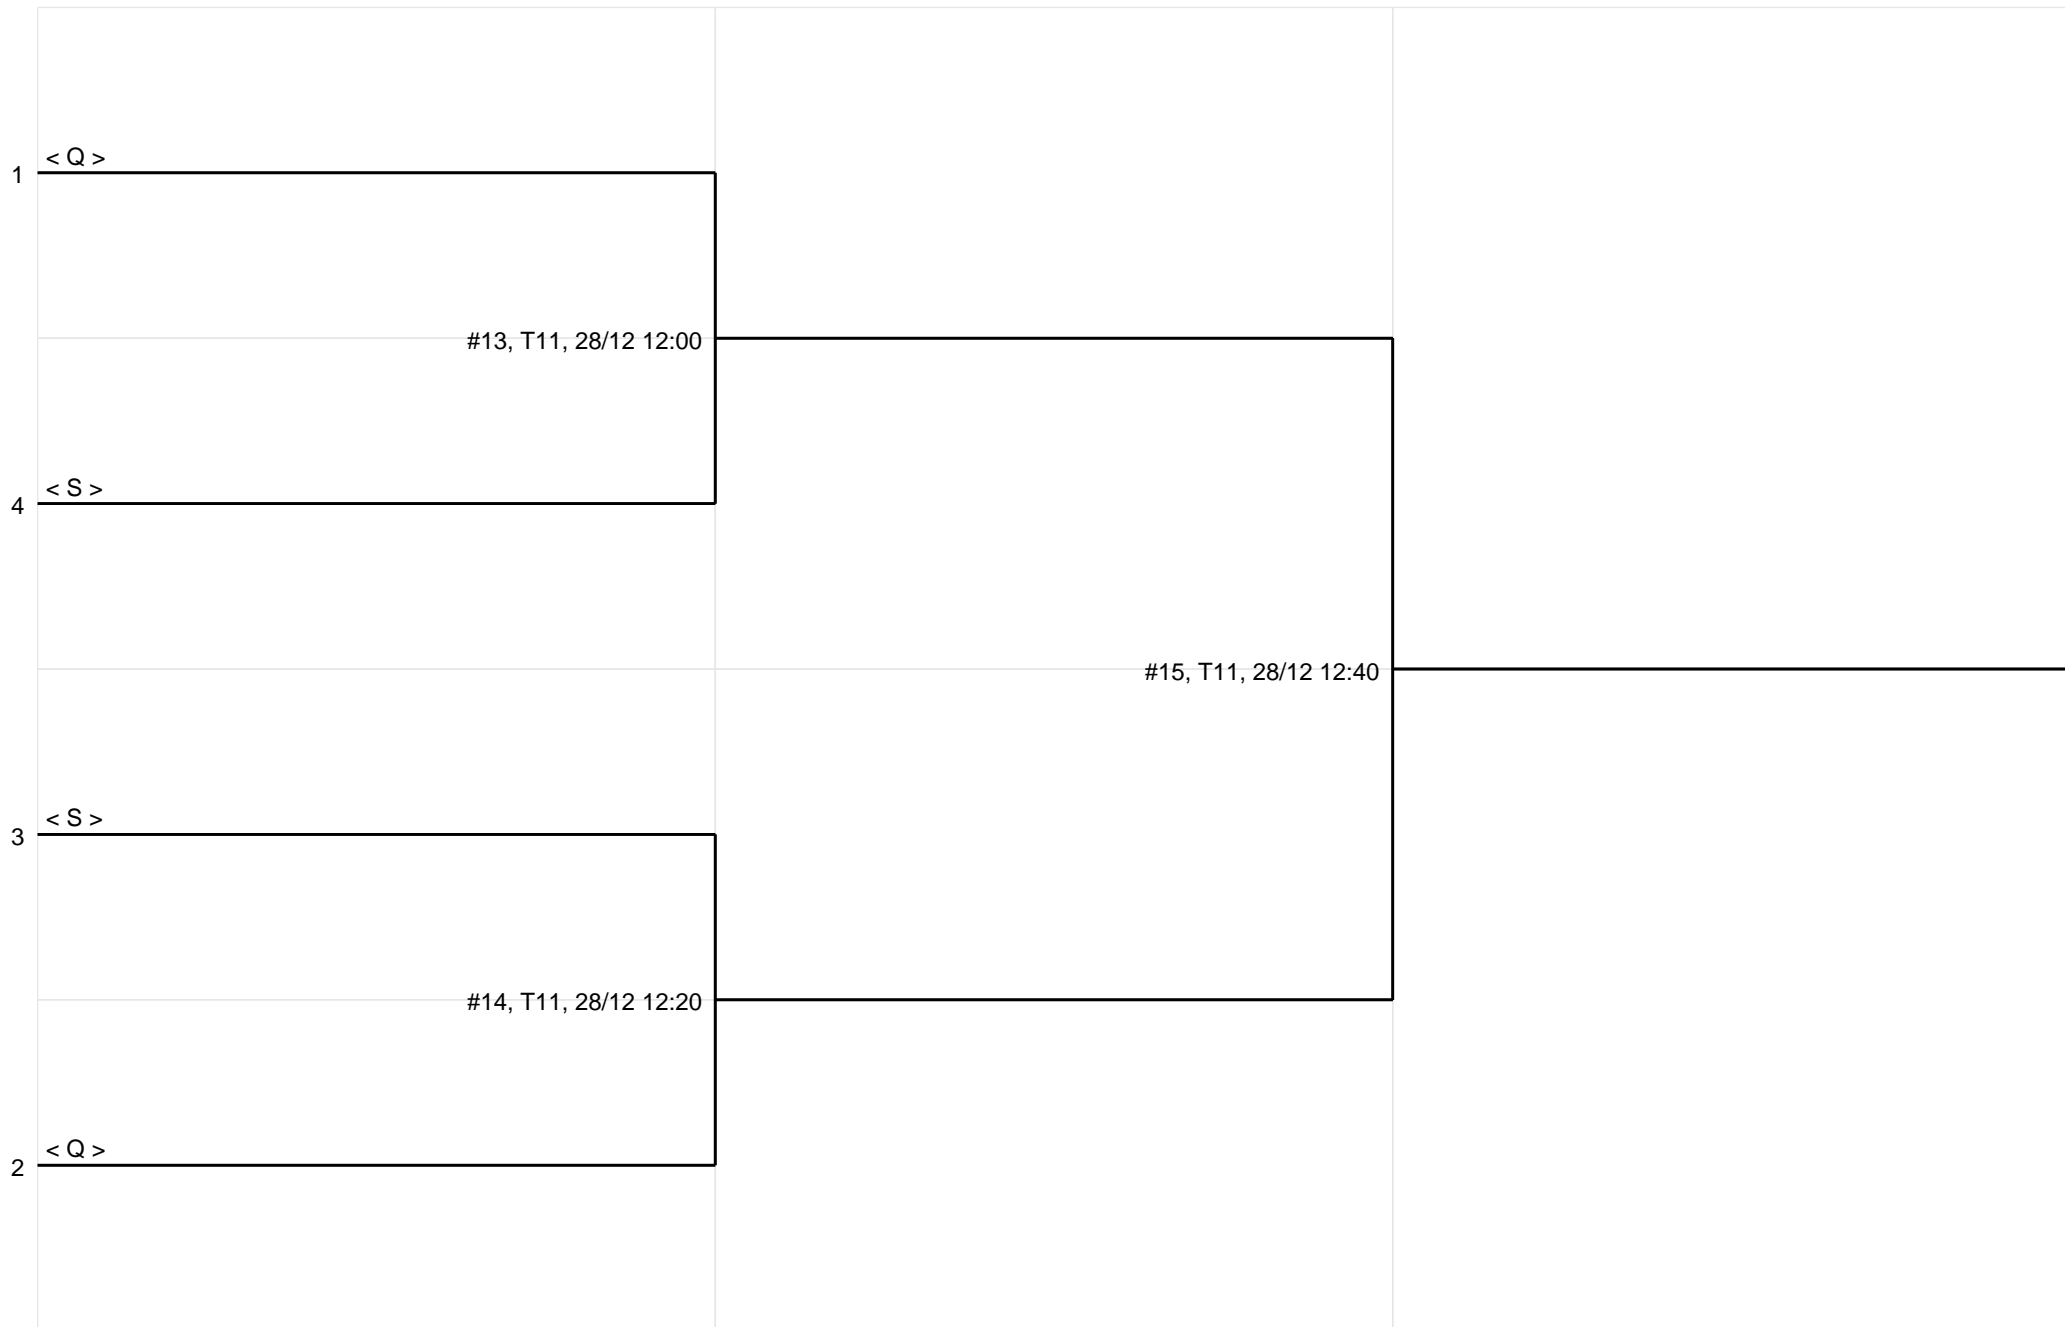 < Q >
1
#13, T11, 28/12 12:00
< S >
4
#15, T11, 28/12 12:40
< S >
3
#14, T11, 28/12 12:20
< Q >
2